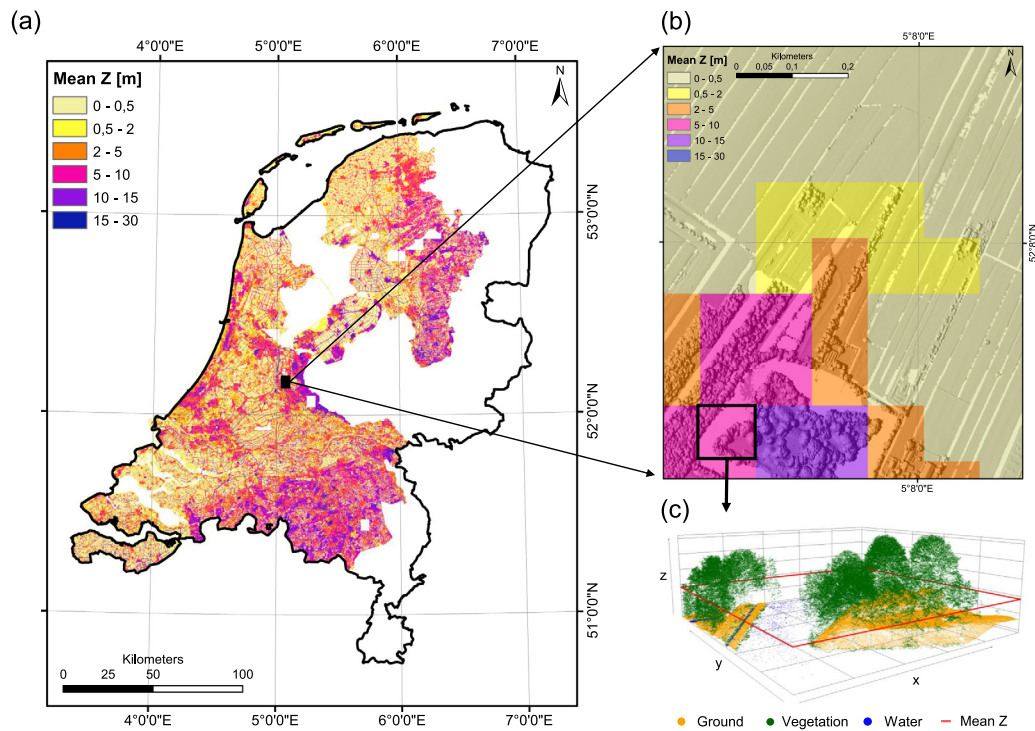 (a)
4°0'0"E 5°0'0"E 6°0'0"E 7°0'0"E
Mean Z [m]
0 - 0,5
0,5 - 2
2 - 5
5 - 10
10 - 15
15 - 30
N
53°0'0"N
52°0'0"N
51°0'0"N
Kilometers
0 25 50 100
4°0'0"E 5°0'0"E 6°0'0"E 7°0'0"E
(b)
5°8'0"E
Mean Z [m]
0 - 0,5
0,5 - 2
2 - 5
5 - 10
10 - 15
15 - 30
Kilometers
0 0,05 0,1 0,2
N
52°8'0"N
5°8'0"E
(c)
z
y
x
Ground Vegetation Water Mean Z